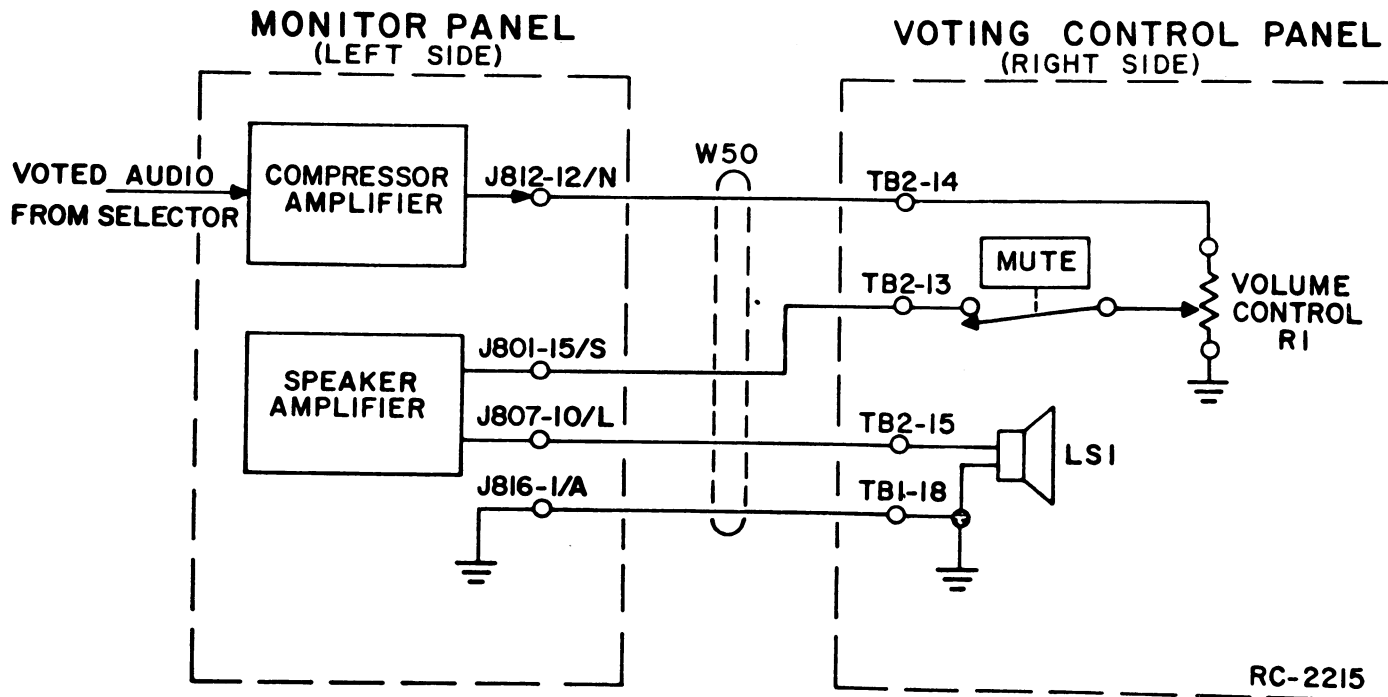 MONITOR PANEL
(LEFT SIDE)
VOTING CONTROL PANEL
(RIGHT SIDE)
VOTED AUDIO
FROM SELECTOR
COMPRESSOR
AMPLIFIER
J812-12/N
W50
TB2-14
MUTE
TB2-13
VOLUME
CONTROL
R1
SPEAKER
AMPLIFIER
J801-15/S
J807-10/L
TB2-15
LS1
J816-1/A
TB1-18
RC-2215